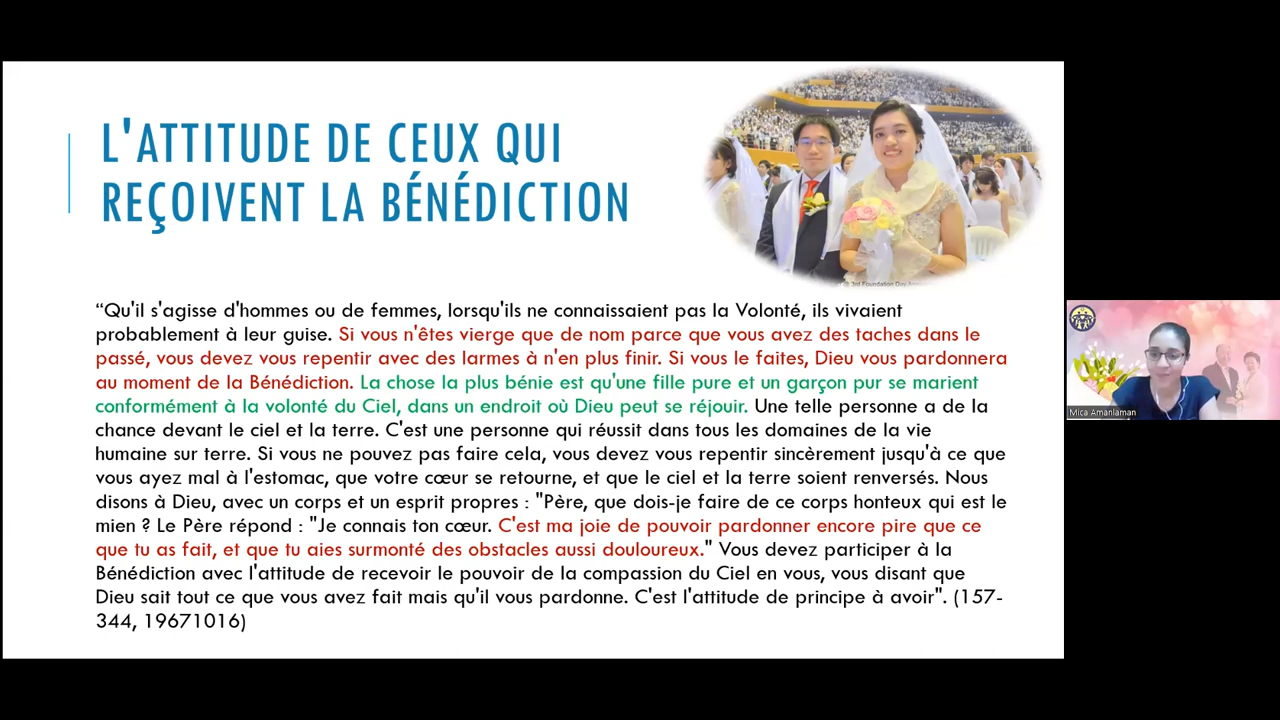 L'ATTITUDE DE CEUX QUI
REÇOIVENT LA BÉNÉDICTION
@ 3rd Foundation Day
“Qu'il s'agisse d'hommes ou de femmes, lorsqu'ils ne connaissaient pas la Volonté, ils vivaient
probablement à leur guise. Si vous n'êtes vierge que de nom parce que vous avez des taches dans le
passé, vous devez vous repentir avec des larmes à n'en plus finir. Si vous le faites, Dieu vous pardonnera
au moment de la Bénédiction. La chose la plus bénie est qu'une fille pure et un garçon pur se marient
conformément à la volonté du Ciel, dans un endroit où Dieu peut se réjouir. Une telle personne a de la
chance devant le ciel et la terre. C'est une personne qui réussit dans tous les domaines de la vie
humaine sur terre. Si vous ne pouvez pas faire cela, vous devez vous repentir sincèrement jusqu'à ce que
vous ayez mal à l'estomac, que votre cœur se retourne, et que le ciel et la terre soient renversés. Nous
disons à Dieu, avec un corps et un esprit propres : "Père, que dois-je faire de ce corps honteux qui est le
mien ? Le Père répond : "Je connais ton cœur. C'est ma joie de pouvoir pardonner encore pire que ce
que tu as fait, et que tu aies surmonté des obstacles aussi douloureux." Vous devez participer à la
Bénédiction avec l'attitude de recevoir le pouvoir de la compassion du Ciel en vous, vous disant que
Dieu sait tout ce que vous avez fait mais qu'il vous pardonne. C'est l'attitude de principe à avoir". (157-
344, 19671016)
Mica Amanlaman